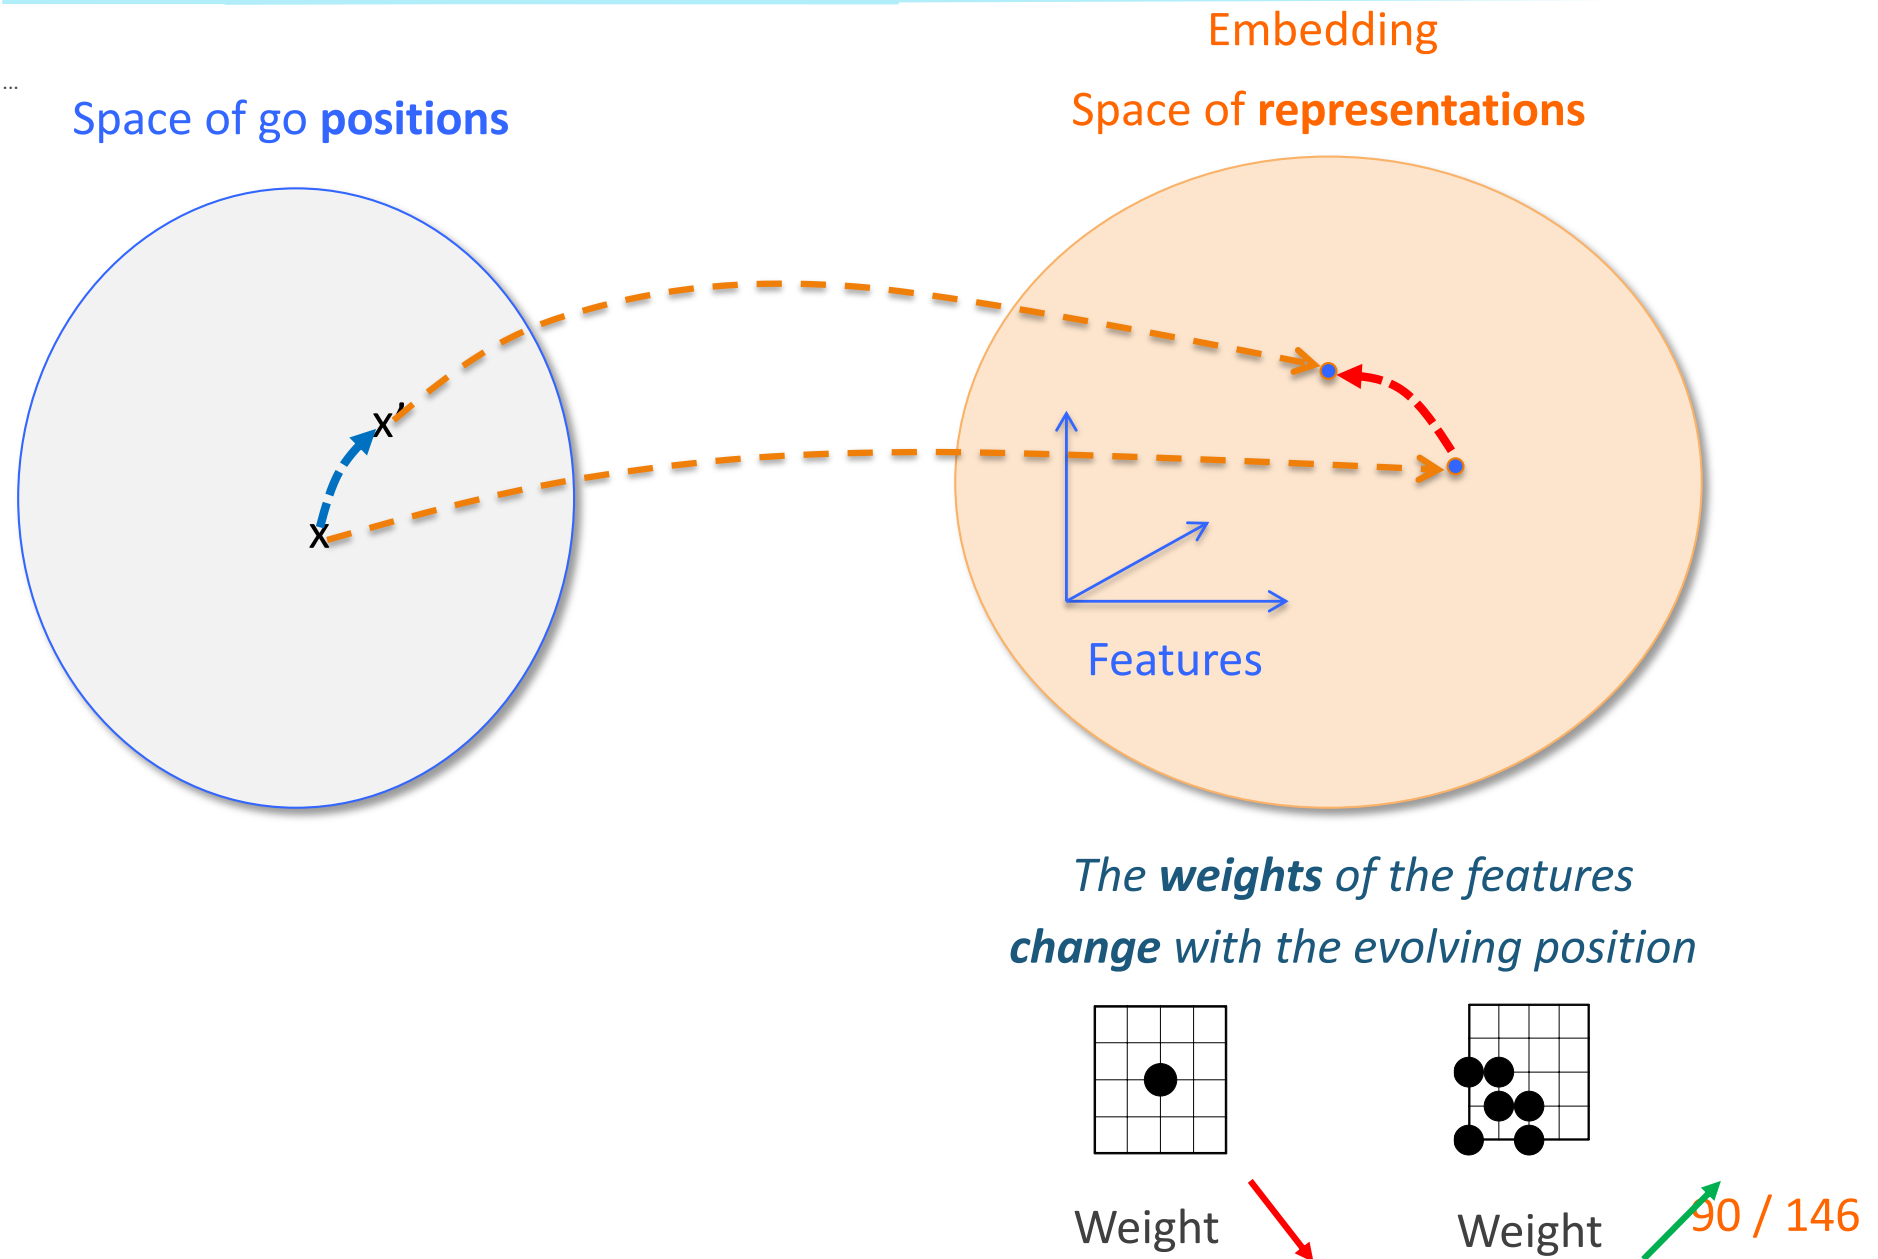 Embedding
...
Space of go positions
Space of representations
x’
x
Features
The weights of the features
change with the evolving position
Weight
Weight
90 / 146